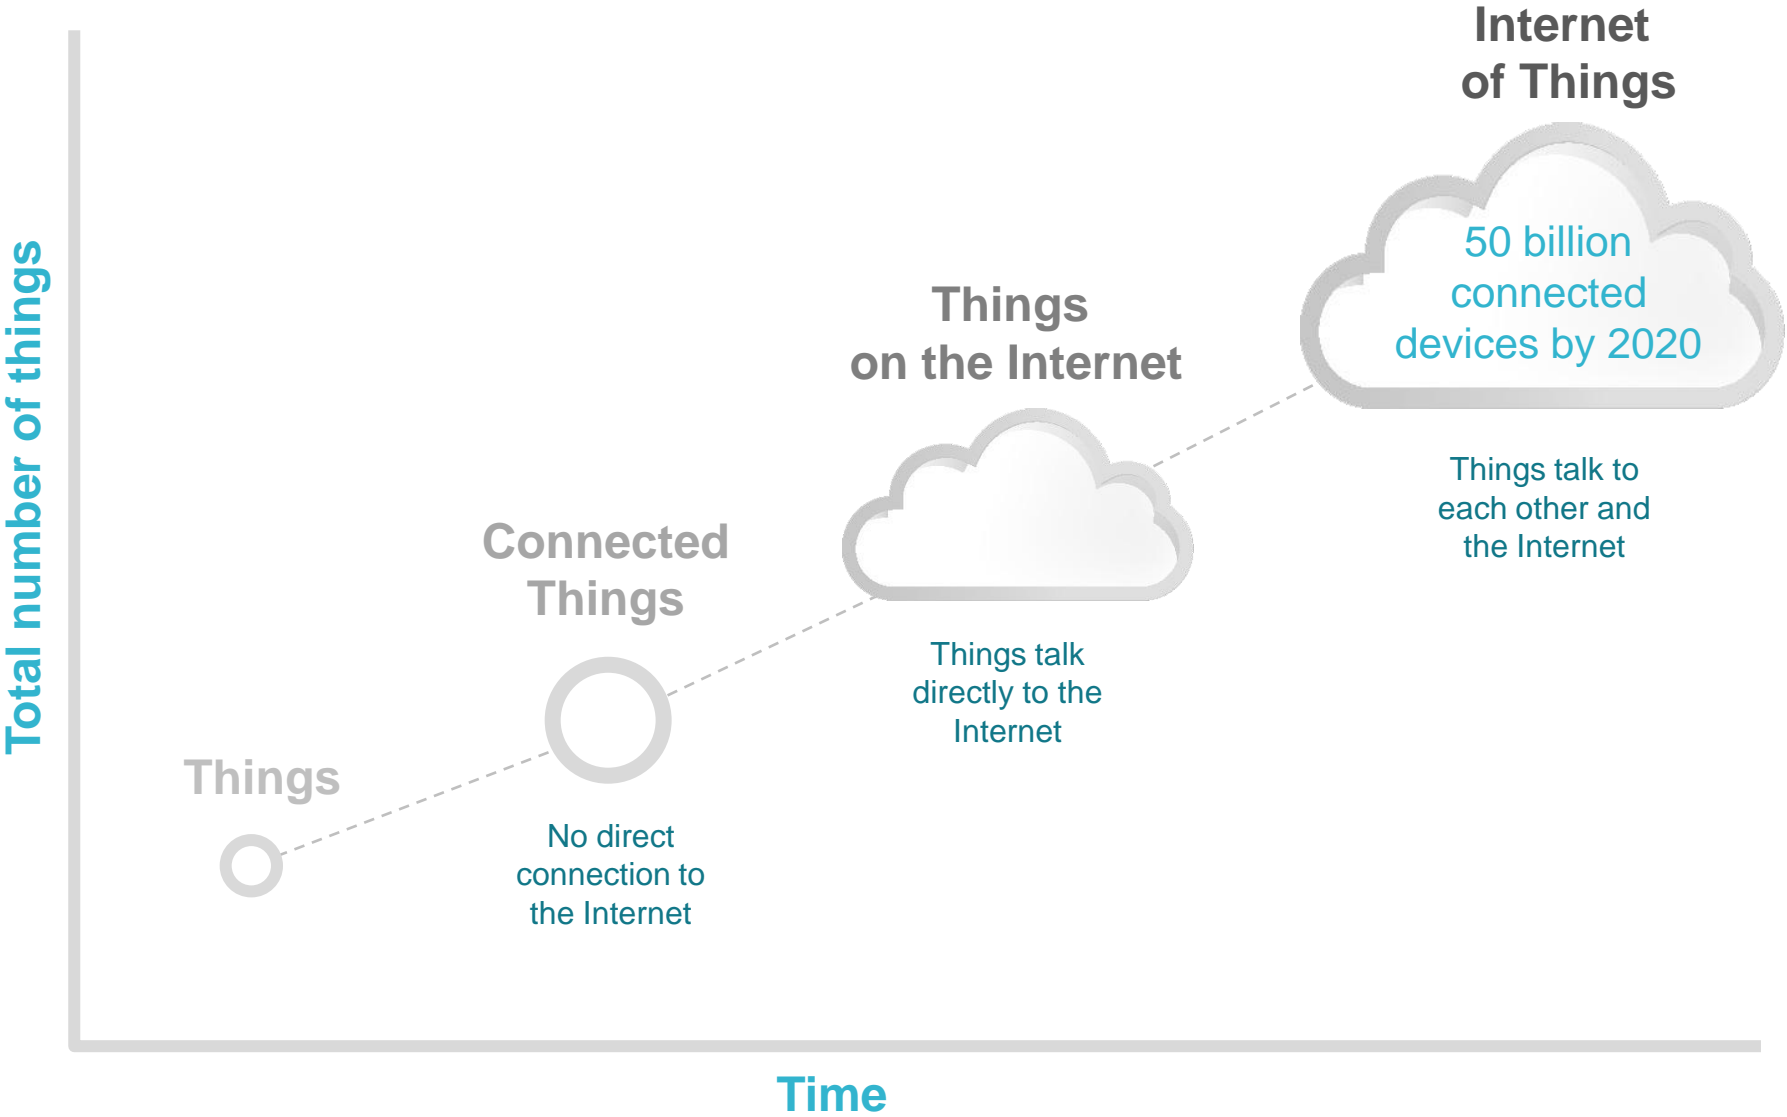 Internet
of Things
50 billion
connected
devices by 2020
Things talk to
each other and
the Internet
Things
on the Internet
Things talk
directly to the
Internet
Connected
Things
No direct
connection to
the Internet
Things
Total number of things
Time